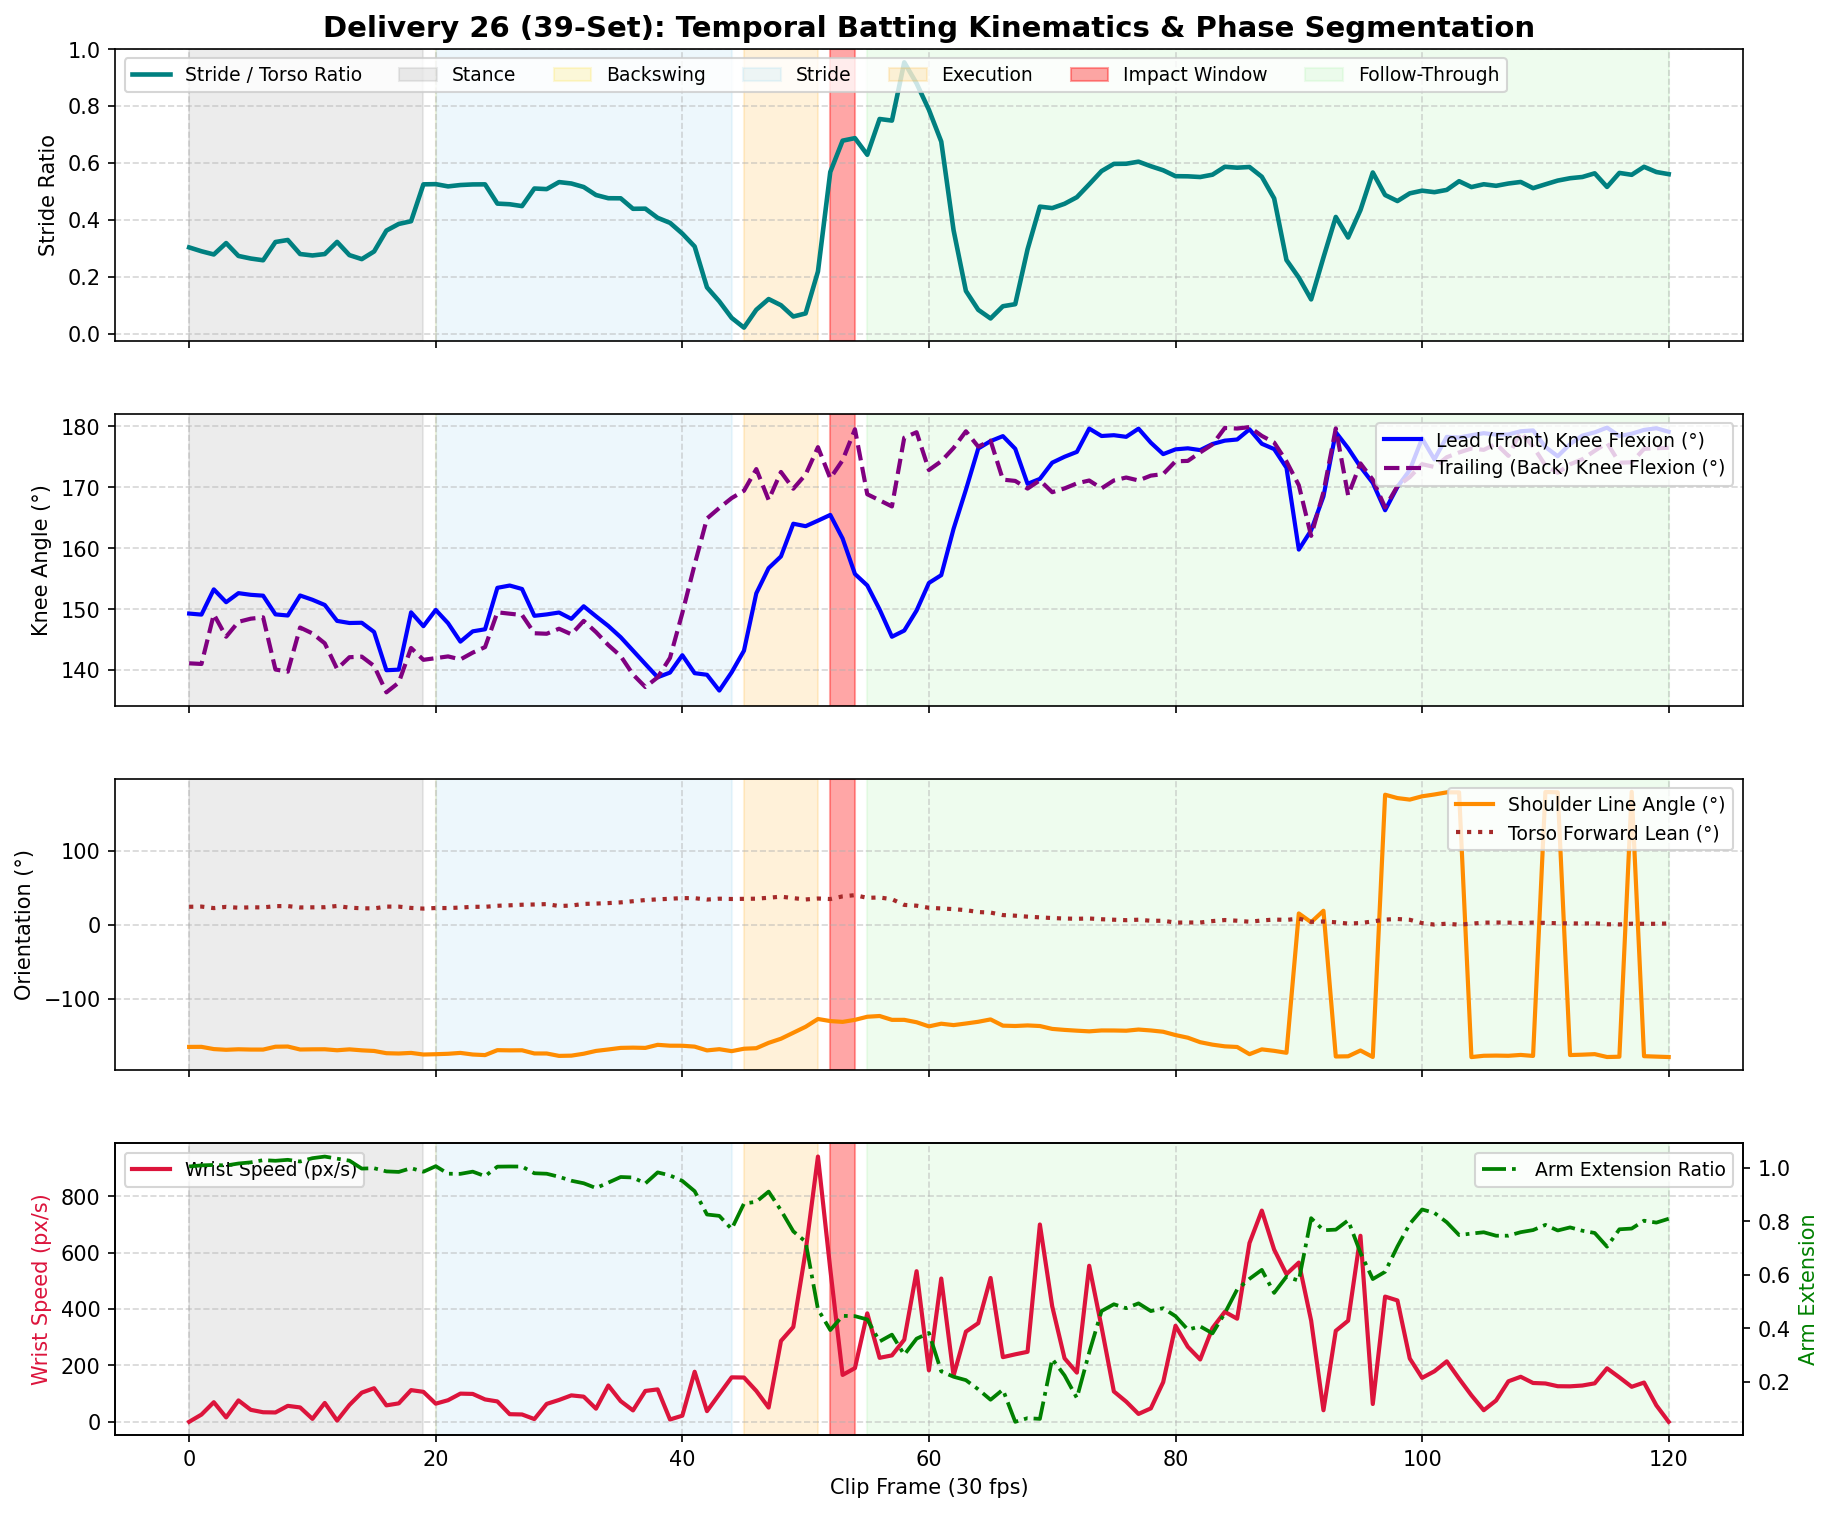 Delivery 26 (39-Set): Temporal Batting Kinematics & Phase Segmentation
Stride / Torso Ratio
Stance
Backswing
Stride
Execution
Impact Window
Follow-Through
Stride Ratio
1.0
0.8
0.6
0.4
0.2
0.0
Lead (Front) Knee Flexion (°)
Trailing (Back) Knee Flexion (°)
Knee Angle (°)
180
170
160
150
140
Shoulder Line Angle (°)
Torso Forward Lean (°)
Orientation (°)
100
0
−100
Wrist Speed (px/s)
Arm Extension Ratio
Wrist Speed (px/s)
800
600
400
200
0
1.0
0.8
0.6
0.4
0.2
Arm Extension
0
20
40
60
80
100
120
Clip Frame (30 fps)